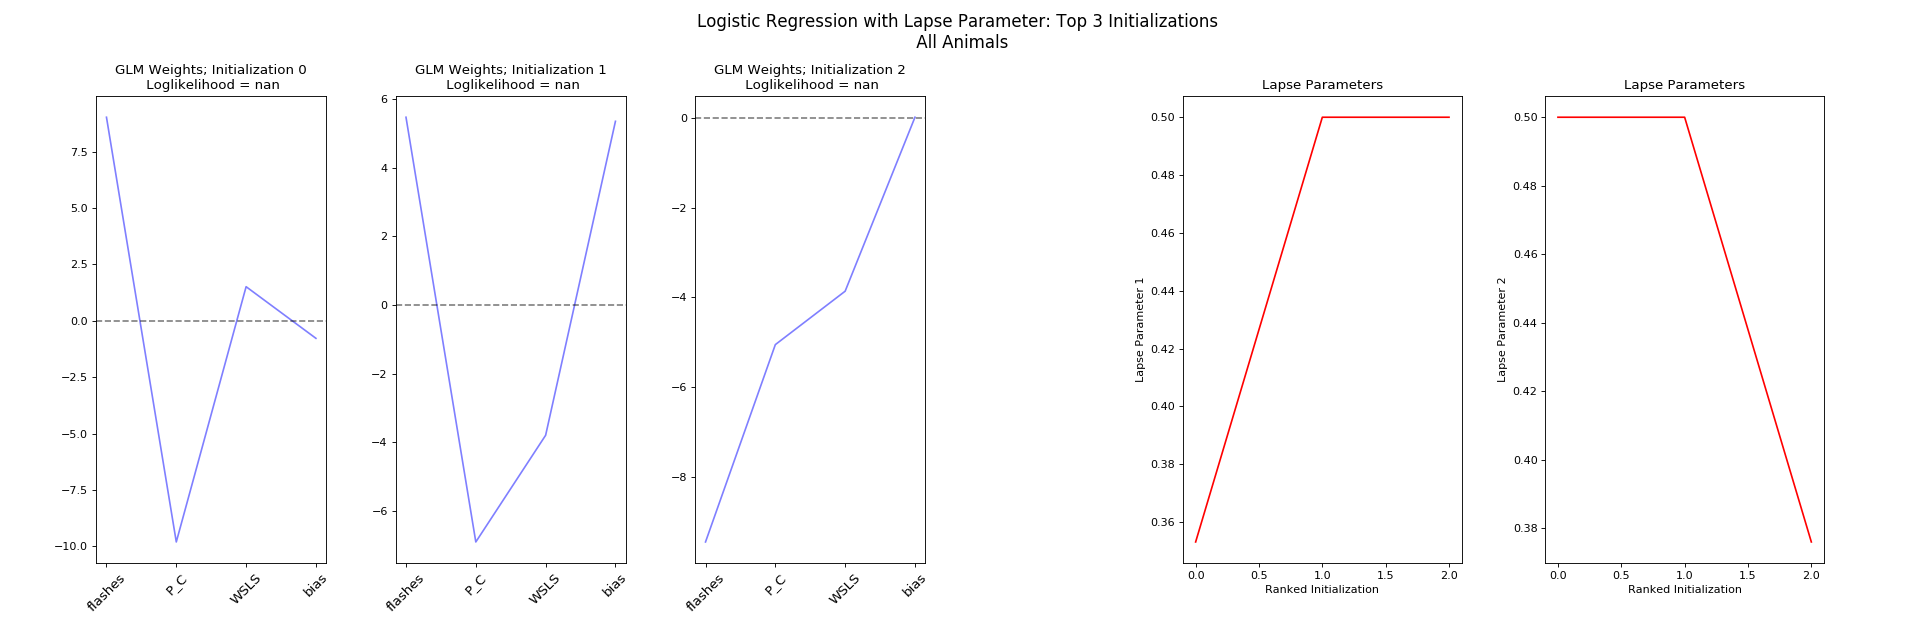 Logistic Regression with Lapse Parameter: Top 3 Initializations
All Animals
GLM Weights; Initialization 0
Loglikelihood = nan
7.5
5.0
2.5
0.0
−2.5
−5.0
−7.5
−10.0
flashes
P_C
WSLS
bias
GLM Weights; Initialization 1
Loglikelihood = nan
6
4
2
0
−2
−4
−6
flashes
P_C
WSLS
bias
GLM Weights; Initialization 2
Loglikelihood = nan
0
−2
−4
−6
−8
flashes
P_C
WSLS
bias
Lapse Parameters
Lapse Parameter 1
0.50
0.48
0.46
0.44
0.42
0.40
0.38
0.36
0.0 0.5 1.0 1.5 2.0
Ranked Initialization
Lapse Parameters
Lapse Parameter 2
0.50
0.48
0.46
0.44
0.42
0.40
0.38
0.0 0.5 1.0 1.5 2.0
Ranked Initialization